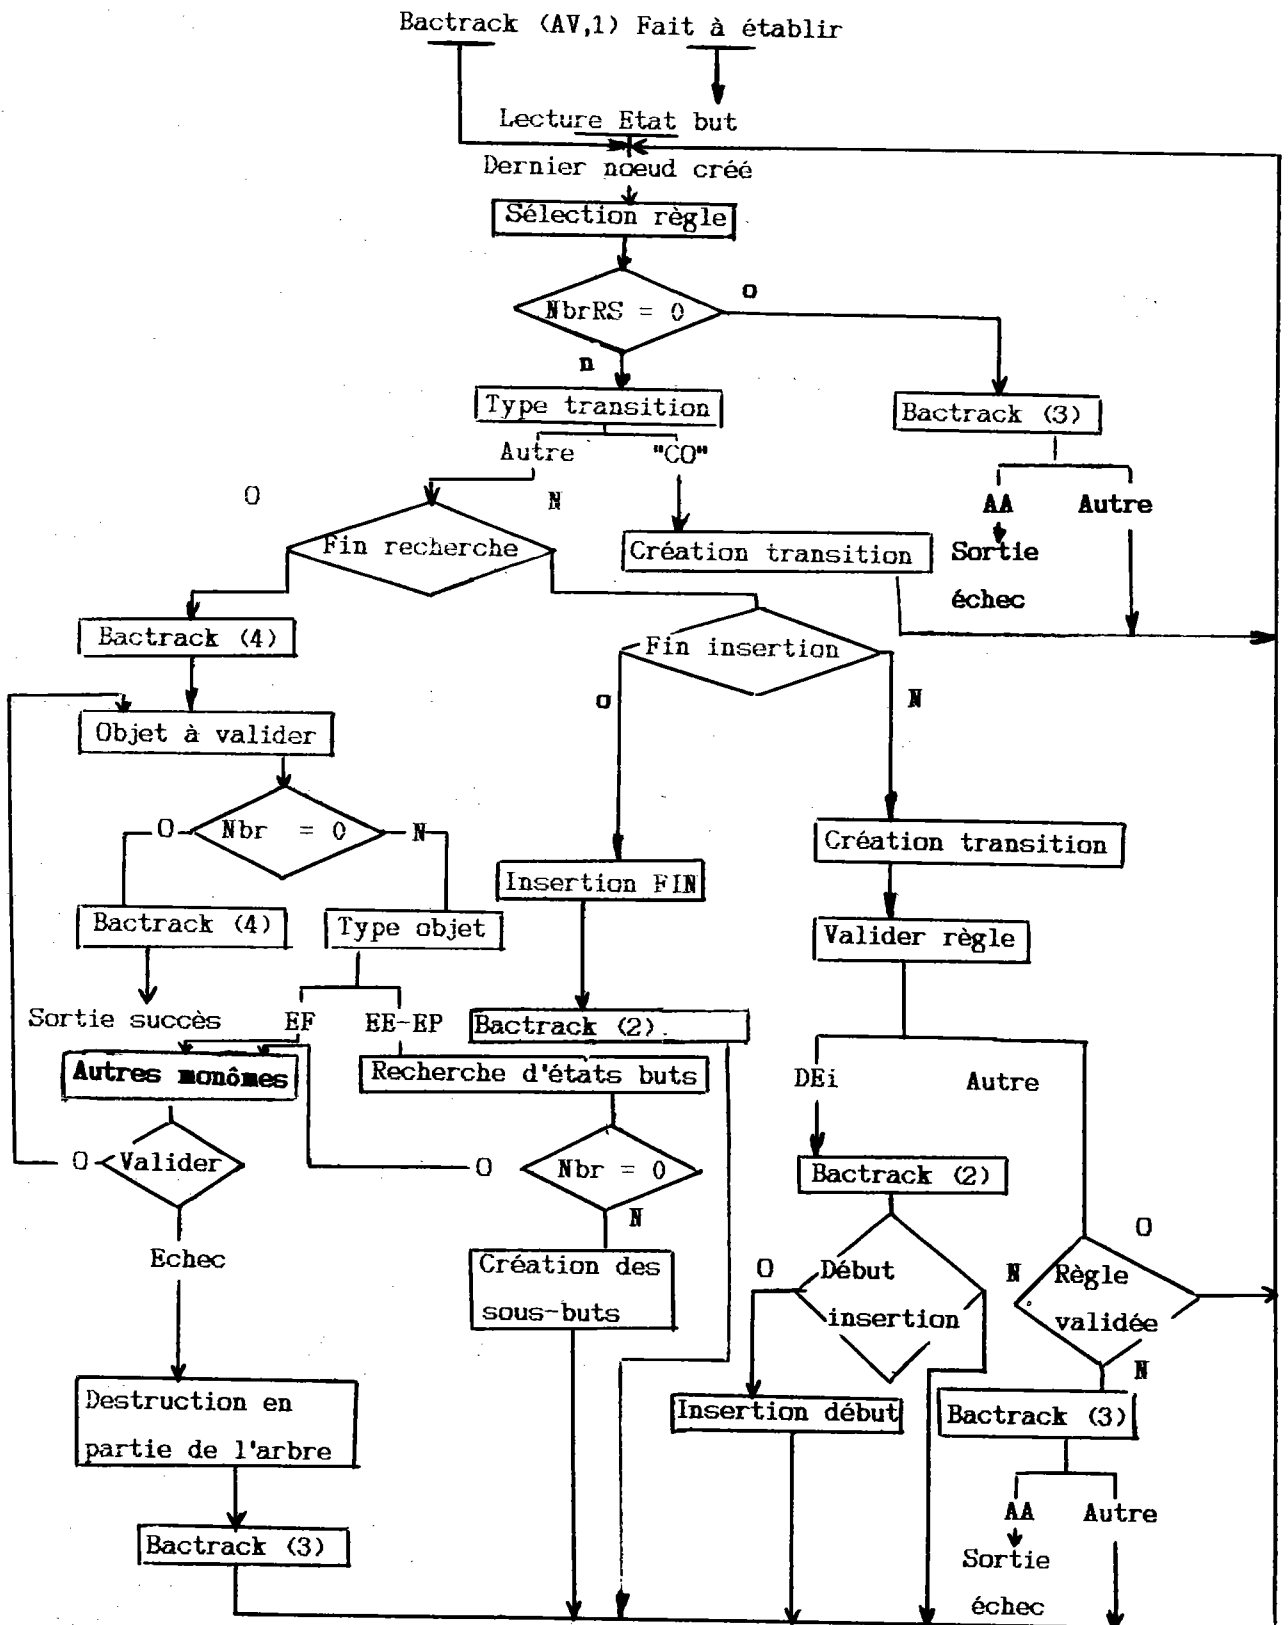 Bactrack (AV,1) Fait à établir
Lecture Etat but
Dernier noeud créé
Sélection règle
NbrRS = 0
o
n
Type transition
Bactrack (3)
Autre
"CO"
O
N
AA
Autre
Fin recherche
Création transition
Sortie
échec
Bactrack (4)
Fin insertion
o
N
Objet à valider
O
Nbr = 0
N
Création transition
Insertion FIN
Bactrack (4)
Type objet
Valider règle
Sortie succès
EF
EE-EP
Bactrack (2)
Autres monômes
Recherche d'états buts
DEi
Autre
O
Valider
O
Nbr = 0
Bactrack (2)
N
O
Echec
Création des
sous-buts
O
Début
insertion
N
Règle
validée
N
Destruction en
partie de l'arbre
Insertion début
Bactrack (3)
AA
Autre
Bactrack (3)
Sortie
échec